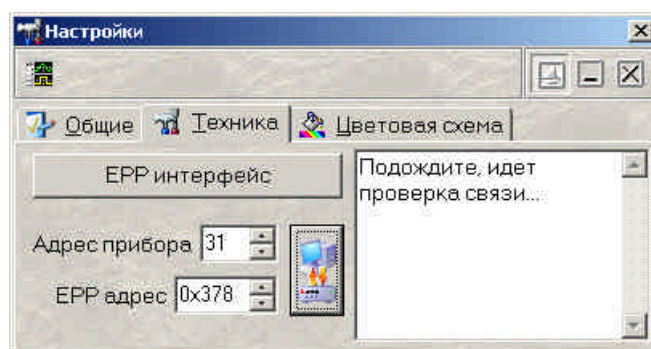 Настройки
Общие Техника Цветовая схема
EPP интерфейс
Подождите, идет
проверка связи...
Адрес прибора 31
EPP адрес 0x378